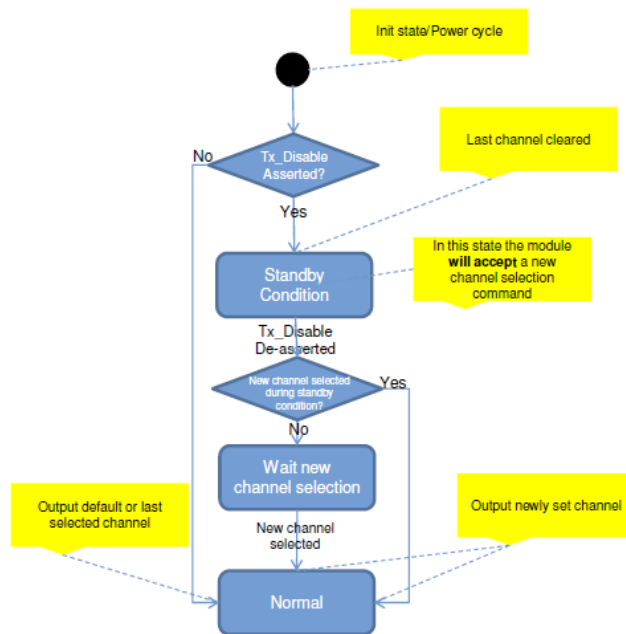 Init state/Power cycle
Last channel cleared
No
Tx_Disable
Asserted?
Yes
In this state the module
will accept a new
channel selection
command
Standby
Condition
Tx_Disable
De-asserted
New channel selected
during standby
condition?
Yes
No
Wait new
channel selection
Output default or last
selected channel
Output newly set channel
New channel
selected
Normal